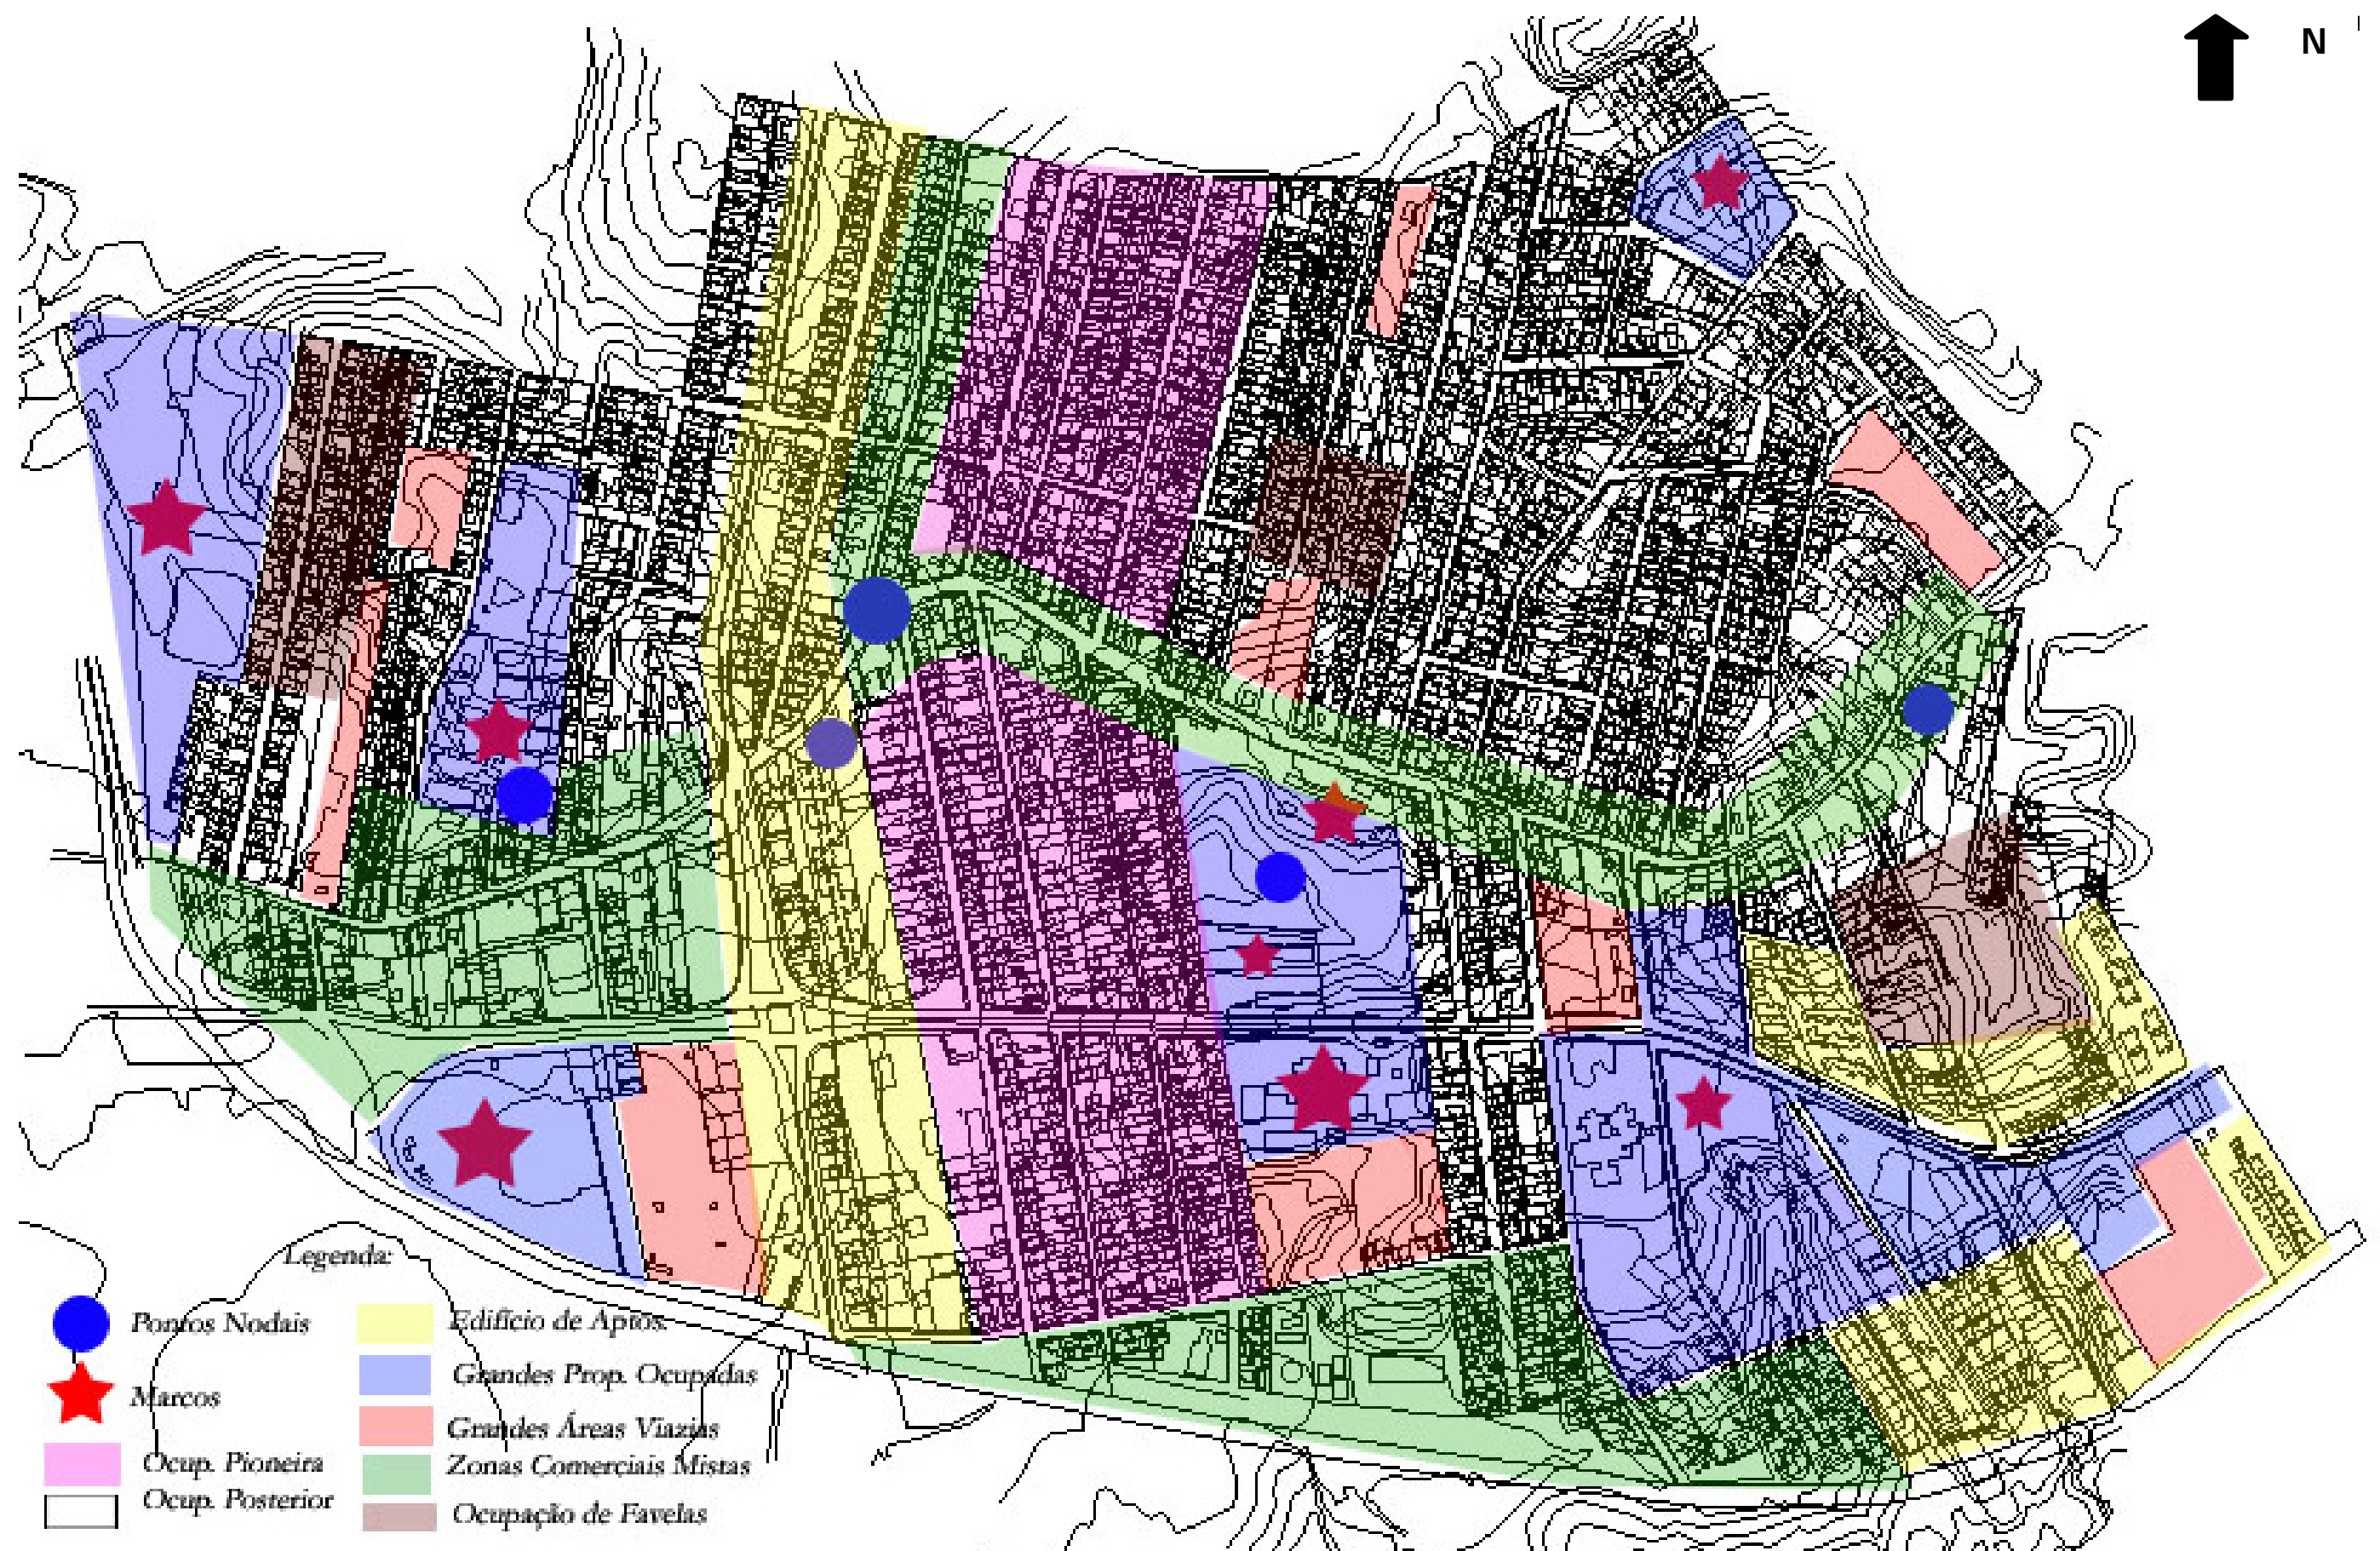 N
Legenda:
Pontos Nodais
Marcos
Ocup. Pioneira
Ocup. Posterior
Edifício de Aptos.
Grandes Prop. Ocupadas
Grandes Áreas Viazias
Zonas Comerciais Mistas
Ocupação de Favelas